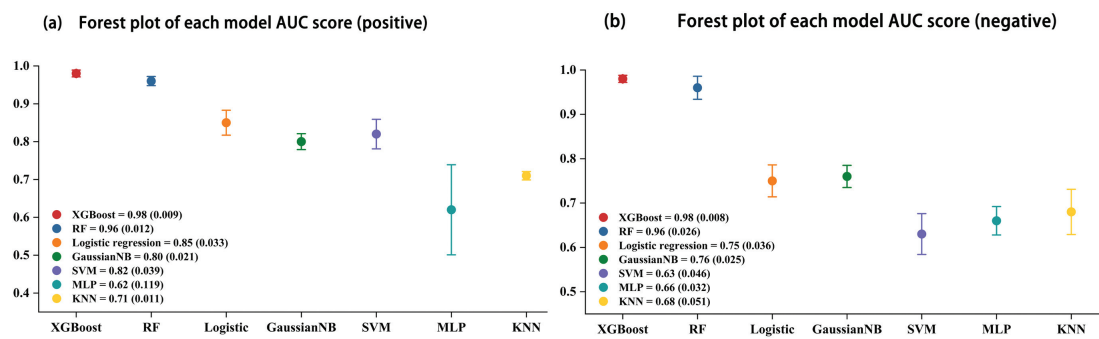 (a) Forest plot of each model AUC score (positive)
1.0
0.9
0.8
0.7
0.6
0.5
0.4
XGBoost = 0.98 (0.009)
RF = 0.96 (0.012)
Logistic regression = 0.85 (0.033)
GaussianNB = 0.80 (0.021)
SVM = 0.82 (0.039)
MLP = 0.62 (0.119)
KNN = 0.71 (0.011)
XGBoost RF Logistic GaussianNB SVM MLP KNN
(b) Forest plot of each model AUC score (negative)
1.0
0.9
0.8
0.7
0.6
0.5
XGBoost = 0.98 (0.008)
RF = 0.96 (0.026)
Logistic regression = 0.75 (0.036)
GaussianNB = 0.76 (0.025)
SVM = 0.63 (0.046)
MLP = 0.66 (0.032)
KNN = 0.68 (0.051)
XGBoost RF Logistic GaussianNB SVM MLP KNN